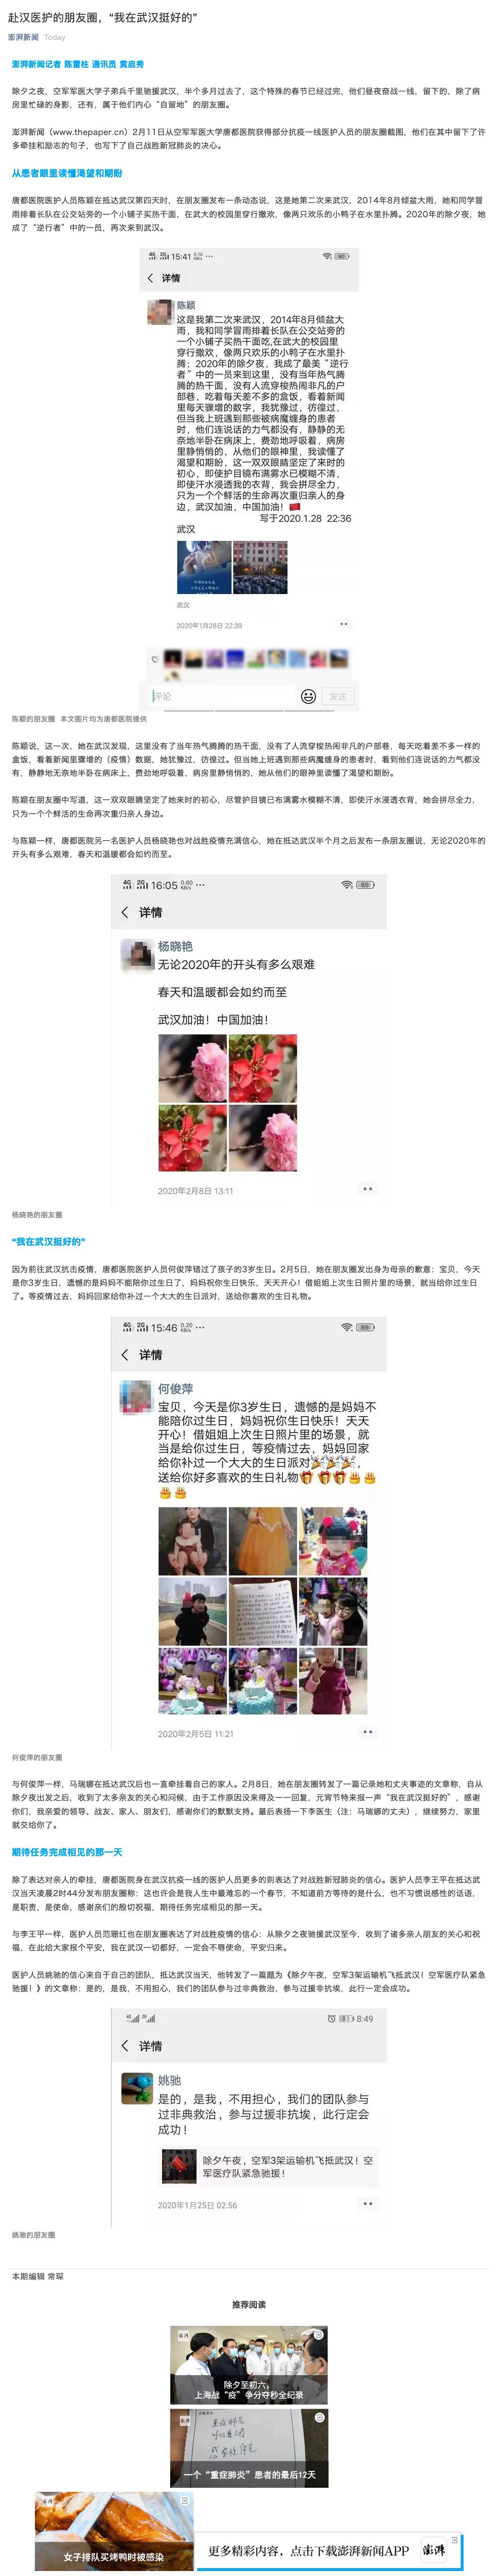 赴汉医护的朋友圈，“我在武汉挺好的”
澎湃新闻 Today
澎湃新闻记者 陈雷柱 通讯员 黄启秀
除夕之夜，空军军医大学子弟兵千里驰援武汉，半个多月过去了，这个特殊的春节已经过完，他们昼夜奋战一线，留下的，除了病
房里忙碌的身影，还有，属于他们内心“自留地”的朋友圈。
澎湃新闻（www.thepaper.cn）2月11日从空军军医大学唐都医院获得部分抗疫一线医护人员的朋友圈截图，他们在其中留下了许
多牵挂和励志的句子，也写下了自己战胜新冠肺炎的决心。
从患者眼里读懂渴望和期盼
唐都医院医护人员陈颖在抵达武汉第四天时，在朋友圈发布一条动态说，这是她第二次来武汉，2014年8月倾盆大雨，她和同学冒
雨排着长队在公交站旁的一个小铺子买热干面，在武大的校园里穿行撒欢，像两只欢乐的小鸭子在水里扑腾。2020年的除夕夜，她
成了“逆行者”中的一员，再次来到武汉。
4G 2G 15:41 0.10 KB/s ···
详情
陈颖
这是我第二次来武汉，2014年8月倾盆大
雨，我和同学冒雨排着长队在公交站旁的
一个小铺子买热干面吃,在武大的校园里
穿行撒欢，像两只欢乐的小鸭子在水里扑
腾；2020年的除夕夜，我成了最美“逆行
者”中的一员来到这里，没有当年热气腾
腾的热干面，没有人流穿梭热闹非凡的户
部巷，吃着每天差不多的盒饭，看着新闻
里每天骤增的数字，我犹豫过，彷徨过，
但当我上班遇到那些被病魔缠身的患者
时，他们连说话的力气都没有，静静的无
奈地半卧在病床上，费劲地呼吸着，病房
里静悄悄的，从他们的眼神里，我读懂了
渴望和期盼，这一双双眼睛坚定了来时的
初心，即使护目镜布满雾水已模糊不清，
即使汗水浸透我的衣背，我会拼尽全力，
只为一个个鲜活的生命再次重归亲人的身
边，武汉加油，中国加油！🇨🇳
写于2020.1.28 22:36
武汉
武汉
2020年1月28日 22:39
评论
发送
陈颖的朋友圈 本文图片均为唐都医院提供
陈颖说，这一次，她在武汉发现，这里没有了当年热气腾腾的热干面，没有了人流穿梭热闹非凡的户部巷，每天吃着差不多一样的
盒饭，看着新闻里骤增的（疫情）数据，她犹豫过，彷徨过。但当她上班遇到那些被病魔缠身的患者时，看到他们连说话的力气都没
有，静静地无奈地半卧在病床上，费劲地呼吸着，病房里静悄悄的，她从他们的眼神里读懂了渴望和期盼。
陈颖在朋友圈中写道，这一双双眼睛坚定了她来时的初心，尽管护目镜已布满雾水模糊不清，即使汗水浸透衣背，她会拼尽全力，
只为一个个鲜活的生命再次重归亲人身边。
与陈颖一样，唐都医院另一名医护人员杨晓艳也对战胜疫情充满信心，她在抵达武汉半个月之后发布一条朋友圈说，无论2020年的
开头有多么艰难，春天和温暖都会如约而至。
4G 2G 16:05 0.60 KB/s ··· 85
详情
杨晓艳
无论2020年的开头有多么艰难
春天和温暖都会如约而至
武汉加油！中国加油！
2020年2月8日 13:11
杨晓艳的朋友圈
“我在武汉挺好的”
因为前往武汉抗击疫情，唐都医院医护人员何俊萍错过了孩子的3岁生日。2月5日，她在朋友圈发出身为母亲的歉意：宝贝，今天
是你3岁生日，遗憾的是妈妈不能陪你过生日了，妈妈祝你生日快乐，天天开心！借姐姐上次生日照片里的场景，就当给你过生日
了。等疫情过去，妈妈回家给你补过一个大大的生日派对，送给你喜欢的生日礼物。
4G 2G 15:46 0.20 KB/s ··· 89
详情
何俊萍
宝贝，今天是你3岁生日，遗憾的是妈妈不
能陪你过生日，妈妈祝你生日快乐！天天
开心！借姐姐上次生日照片里的场景，就
当是给你过生日，等疫情过去，妈妈回家
给你补过一个大大的生日派对🎉🎉🎉，
送给你好多喜欢的生日礼物🎁🎁🎁🎂🎂
🎂🎂
2020年2月5日 11:21
何俊萍的朋友圈
与何俊萍一样，马瑞娜在抵达武汉后也一直牵挂着自己的家人。2月8日，她在朋友圈转发了一篇记录她和丈夫事迹的文章称，自从
除夕夜出发之后，收到了太多亲友的关心和问候，由于工作原因没来得及一一回复，元宵节特来报一声“我在武汉挺好的”，感谢
你们，我亲爱的领导、战友、家人、朋友们，感谢你们的默默支持。最后表扬一下李医生（注：马瑞娜的丈夫），继续努力，家里
就交给你了。
期待任务完成相见的那一天
除了表达对亲人的牵挂，唐都医院身在武汉抗疫一线的医护人员更多的则表达了对战胜新冠肺炎的信心。医护人员李王平在抵达武
汉当天凌晨2时44分发布朋友圈称：这也许会是我人生中最难忘的一个春节，不知道前方等待的是什么，也不习惯说感性的话语，
是职责，是使命，感谢亲们的殷切祝福，期待任务完成相见的那一天。
与李王平一样，医护人员范珊红也在朋友圈表达了对战胜疫情的信心：从除夕之夜驰援武汉至今，收到了诸多亲人朋友的关心和祝
福，在此给大家报个平安，我在武汉一切都好，一定会不辱使命，平安归来。
医护人员姚驰的信心来自于自己的团队，抵达武汉当天，他转发了一篇题为《除夕午夜，空军3架运输机飞抵武汉！空军医疗队紧急
驰援！》的文章称：是的，是我，不用担心，我们的团队参与过非典救治，参与过援非抗埃，此行一定会成功。
8:49
详情
姚驰
是的，是我，不用担心，我们的团队参与
过非典救治，参与过援非抗埃，此行定会
成功！
除夕午夜，空军3架运输机飞抵武汉！空
军医疗队紧急驰援！
2020年1月25日 02:56
姚驰的朋友圈
本期编辑 常琛
推荐阅读
澎湃
除夕至初六，
上海战“疫”争分夺秒全纪录
澎湃
一个“重症肺炎”患者的最后12天
澎湃
女子排队买烤鸭时被感染
更多精彩内容，点击下载澎湃新闻APP
澎湃